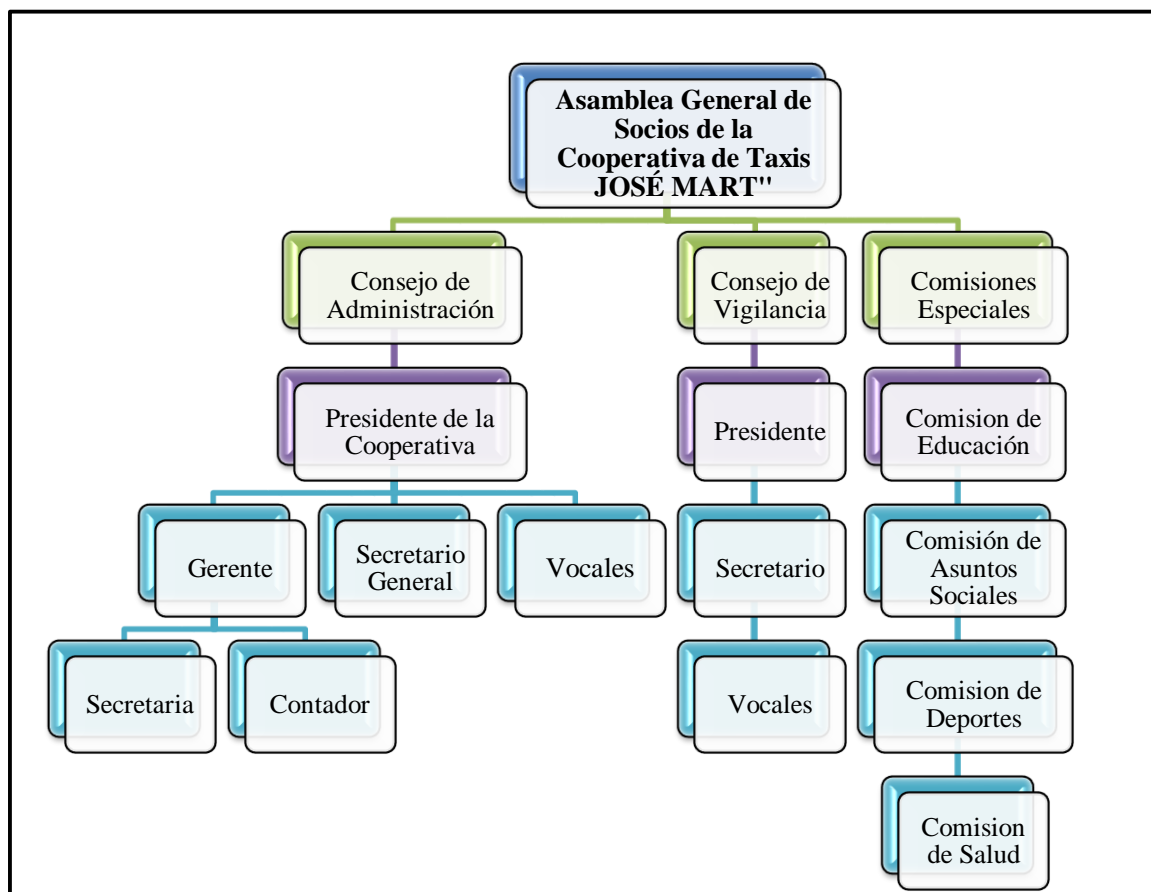 Asamblea General de
Socios de la
Cooperativa de Taxis
JOSÉ MART"
Consejo de
Administración
Consejo de
Vigilancia
Comisiones
Especiales
Presidente de la
Cooperativa
Presidente
Comision de
Educación
Gerente
Secretario
General
Vocales
Secretario
Comisión de
Asuntos
Sociales
Secretaria
Contador
Vocales
Comision de
Deportes
Comision
de Salud